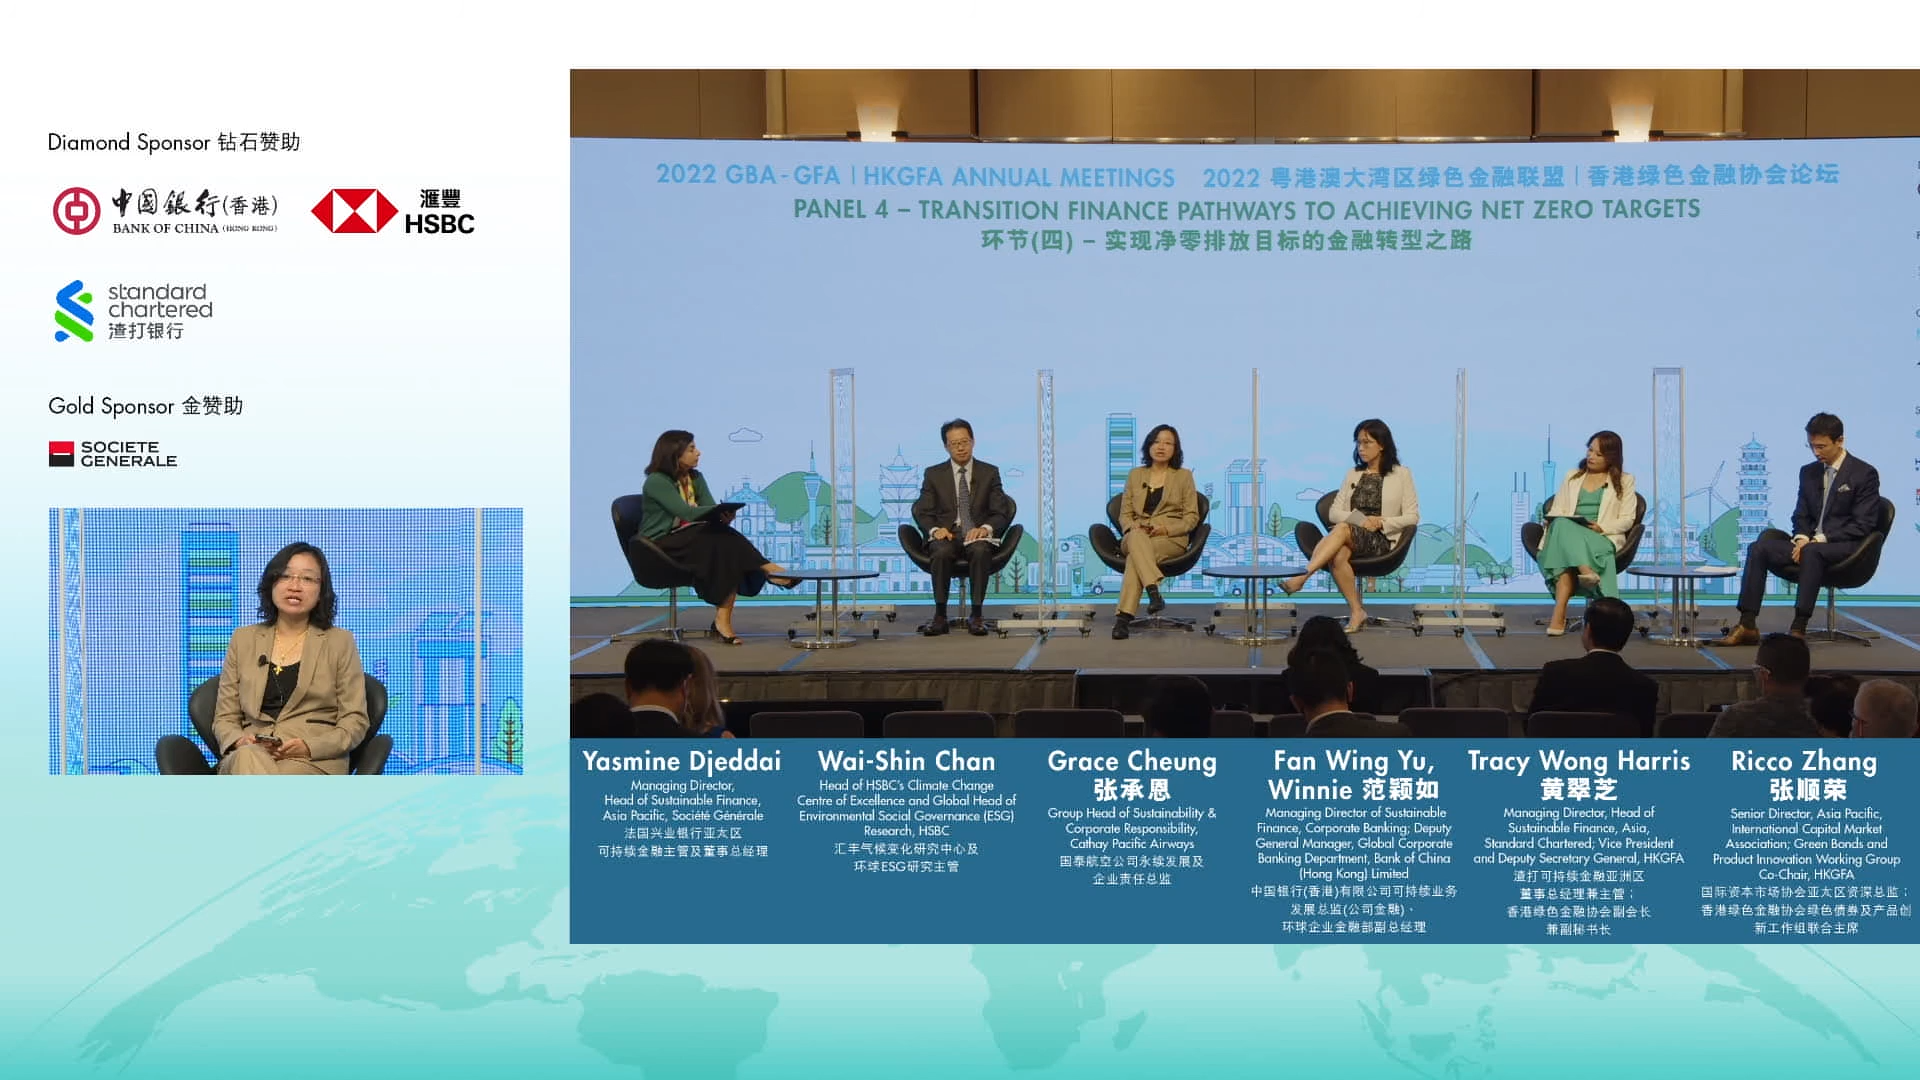 Diamond Sponsor 钻石赞助
中國銀行(香港)
BANK OF CHINA (HONG KONG)
滙豐
HSBC
standard
chartered
渣打银行
Gold Sponsor 金赞助
SOCIETE
GENERALE
2022 GBA-GFA | HKGFA ANNUAL MEETINGS 2022 粤港澳大湾区绿色金融联盟 | 香港绿色金融协会论坛
PANEL 4 – TRANSITION FINANCE PATHWAYS TO ACHIEVING NET ZERO TARGETS
环节(四) – 实现净零排放目标的金融转型之路
Yasmine Djeddai
Managing Director,
Head of Sustainable Finance,
Asia Pacific, Société Générale
法国兴业银行亚太区
可持续金融主管及董事总经理
Wai-Shin Chan
Head of HSBC's Climate Change
Centre of Excellence and Global Head of
Environmental Social Governance (ESG)
Research, HSBC
汇丰气候变化研究中心及
环球ESG研究主管
Grace Cheung
张承恩
Group Head of Sustainability &
Corporate Responsibility,
Cathay Pacific Airways
国泰航空公司永续发展及
企业责任总监
Fan Wing Yu,
Winnie 范颖如
Managing Director of Sustainable
Finance, Corporate Banking; Deputy
General Manager, Global Corporate
Banking Department, Bank of China
(Hong Kong) Limited
中国银行(香港)有限公司可持续业务
发展总监(公司金融)、
环球企业金融部副总经理
Tracy Wong Harris
黄翠芝
Managing Director, Head of
Sustainable Finance, Asia,
Standard Chartered; Vice President
and Deputy Secretary General, HKGFA
渣打可持续金融亚洲区
董事总经理兼主管；
香港绿色金融协会副会长
兼副秘书长
Ricco Zhang
张顺荣
Senior Director, Asia Pacific,
International Capital Market
Association; Green Bonds and
Product Innovation Working Group
Co-Chair, HKGFA
国际资本市场协会亚太区资深总监；
香港绿色金融协会绿色债券及产品创
新工作组联合主席